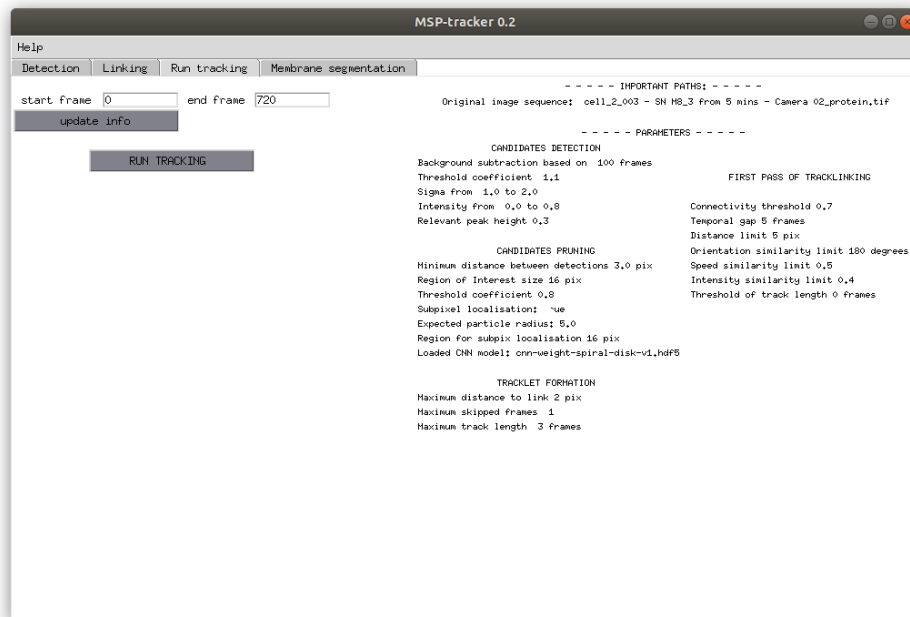 MSP-tracker 0.2
Help
Detection Linking Run tracking Membrane segmentation
start frame 0 end frame 720
update info
RUN TRACKING
- - - - - IMPORTANT PATHS: - - - - -
Original image sequence: cell_2_003 - SN M8_3 from 5 mins - Camera 02_protein.tif
- - - - - PARAMETERS - - - - -
CANDIDATES DETECTION
Background subtraction based on 100 frames
Threshold coefficient 1.1
Sigma from 1.0 to 2.0
Intensity from 0.0 to 0.8
Relevant peak height 0.3
CANDIDATES PRUNING
Minimum distance between detections 3.0 pix
Region of Interest size 16 pix
Threshold coefficient 0.8
Subpixel localisation:
Expected particle radius: 5.0
Region for subpix localisation 16 pix
Loaded CNN model: cnn-weight-spiral-disk-v1.hdf5
TRACKLET FORMATION
Maximum distance to link 2 pix
Maximum skipped frames 1
Maximum track length 3 frames
FIRST PASS OF TRACKLINKING
Connectivity threshold 0.7
Temporal gap 5 frames
Distance limit 5 pix
Orientation similarity limit 180 degrees
Speed similarity limit 0.5
Intensity similarity limit 0.4
Threshold of track length 0 frames